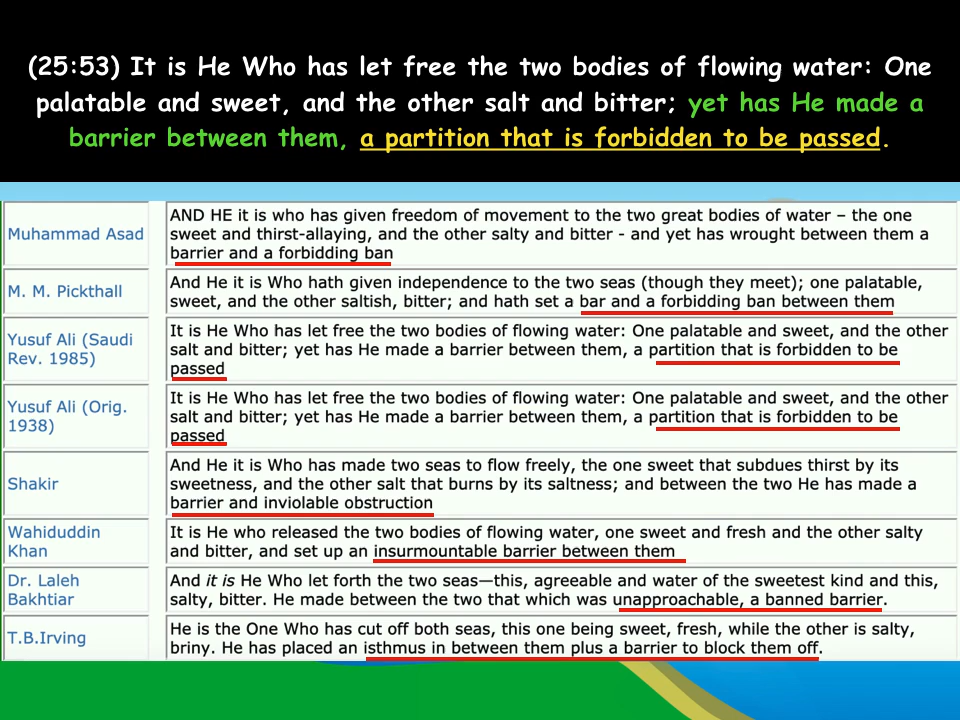 (25:53) It is He Who has let free the two bodies of flowing water: One
palatable and sweet, and the other salt and bitter; yet has He made a
barrier between them, a partition that is forbidden to be passed.
Muhammad Asad
AND HE it is who has given freedom of movement to the two great bodies of water – the one
sweet and thirst-allaying, and the other salty and bitter - and yet has wrought between them a
barrier and a forbidding ban
M. M. Pickthall
And He it is Who hath given independence to the two seas (though they meet); one palatable,
sweet, and the other saltish, bitter; and hath set a bar and a forbidding ban between them
Yusuf Ali (Saudi
Rev. 1985)
It is He Who has let free the two bodies of flowing water: One palatable and sweet, and the other
salt and bitter; yet has He made a barrier between them, a partition that is forbidden to be
passed
Yusuf Ali (Orig.
1938)
It is He Who has let free the two bodies of flowing water: One palatable and sweet, and the other
salt and bitter; yet has He made a barrier between them, a partition that is forbidden to be
passed
Shakir
And He it is Who has made two seas to flow freely, the one sweet that subdues thirst by its
sweetness, and the other salt that burns by its saltness; and between the two He has made a
barrier and inviolable obstruction
Wahiduddin
Khan
It is He who released the two bodies of flowing water, one sweet and fresh and the other salty
and bitter, and set up an insurmountable barrier between them
Dr. Laleh
Bakhtiar
And it is He Who let forth the two seas—this, agreeable and water of the sweetest kind and this,
salty, bitter. He made between the two that which was unapproachable, a banned barrier.
T.B.Irving
He is the One Who has cut off both seas, this one being sweet, fresh, while the other is salty,
briny. He has placed an isthmus in between them plus a barrier to block them off.